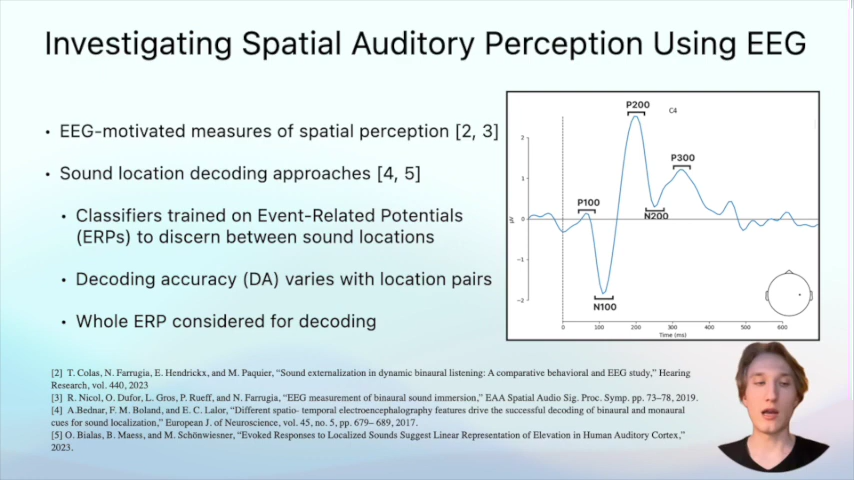 Investigating Spatial Auditory Perception Using EEG
• EEG-motivated measures of spatial perception [2, 3]
• Sound location decoding approaches [4, 5]
• Classifiers trained on Event-Related Potentials
(ERPs) to discern between sound locations
• Decoding accuracy (DA) varies with location pairs
• Whole ERP considered for decoding
P200
C4
P300
P100
N200
N100
µV
2
1
0
−1
−2
0 100 200 300 400 500 600
Time (ms)
[2] T. Colas, N. Farrugia, E. Hendrickx, and M. Paquier, “Sound externalization in dynamic binaural listening: A comparative behavioral and EEG study,” Hearing
Research, vol. 440, 2023
[3] R. Nicol, O. Dufor, L. Gros, P. Rueff, and N. Farrugia, “EEG measurement of binaural sound immersion,” EAA Spatial Audio Sig. Proc. Symp. pp. 73–78, 2019.
[4] A.Bednar, F. M. Boland, and E. C. Lalor, “Different spatio- temporal electroencephalography features drive the successful decoding of binaural and monaural
cues for sound localization,” European J. of Neuroscience, vol. 45, no. 5, pp. 679– 689, 2017.
[5] O. Bialas, B. Maess, and M. Schönwiesner, “Evoked Responses to Localized Sounds Suggest Linear Representation of Elevation in Human Auditory Cortex,”
2023.